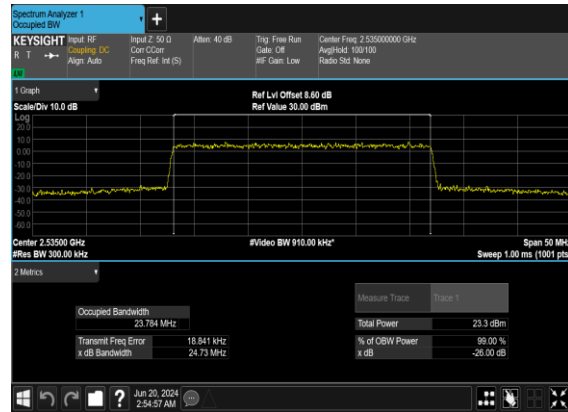 Spectrum Analyzer 1
Occupied BW
+
KEYSIGHT
R T
LXI
Input: RF
Coupling: DC
Align: Auto
Input Z: 50 Ω
Corr CCorr
Freq Ref: Int (S)
Atten: 40 dB
Trig: Free Run
Gate: Off
#IF Gain: Low
Center Freq: 2.535000000 GHz
Avg|Hold: 100/100
Radio Std: None
1 Graph
Scale/Div 10.0 dB
Ref Lvl Offset 8.60 dB
Ref Value 30.00 dBm
Log
20.0
10.0
0.00
-10.0
-20.0
-30.0
-40.0
-50.0
-60.0
Center 2.53500 GHz
#Res BW 300.00 kHz
#Video BW 910.00 kHz*
Span 50 MHz
Sweep 1.00 ms (1001 pts
2 Metrics
Measure Trace
Trace 1
Occupied Bandwidth
23.784 MHz
Total Power
23.3 dBm
Transmit Freq Error
18.841 kHz
% of OBW Power
99.00 %
x dB Bandwidth
24.73 MHz
x dB
-26.00 dB
?
Jun 20, 2024
2:54:57 AM